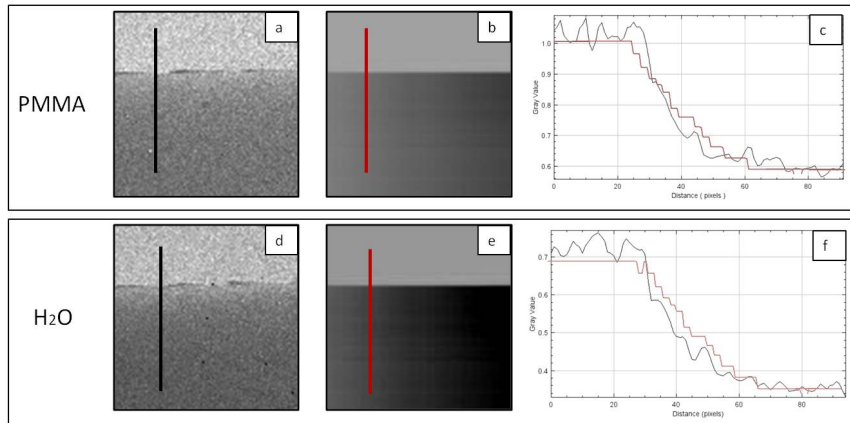 PMMA
a
b
c
Gray Value
1.0
0.9
0.8
0.7
0.6
0
20
40
60
80
Distance ( pixels )
H2O
d
e
f
Gray Value
0.7
0.6
0.5
0.4
0
20
40
60
80
Distance (pixels)